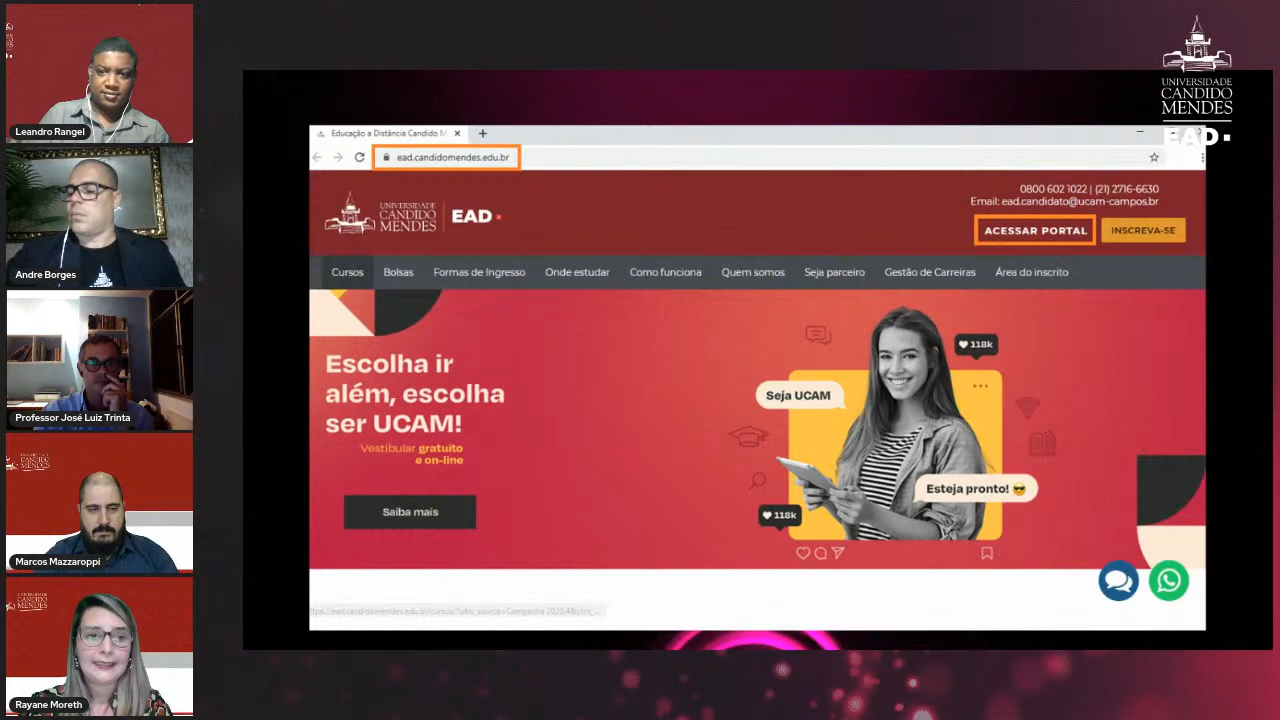 Leandro Rangel
Andre Borges
Professor José Luiz Trinta
Marcos Mazzaroppi
Rayane Moreth
UNIVERSIDADE
CANDIDO
MENDES
EAD
Educação a Distância Candido M
ead.candidomendes.edu.br
UNIVERSIDADE
CANDIDO
MENDES
EAD
0800 602 1022 | (21) 2716-6630
Email: ead.candidato@ucam-campos.br
ACESSAR PORTAL
INSCREVA-SE
Cursos
Bolsas
Formas de Ingresso
Onde estudar
Como funciona
Quem somos
Seja parceiro
Gestão de Carreiras
Área do inscrito
Escolha ir
além, escolha
ser UCAM!
Vestibular gratuito
e on-line
Saiba mais
118k
Seja UCAM
Esteja pronto!
118k